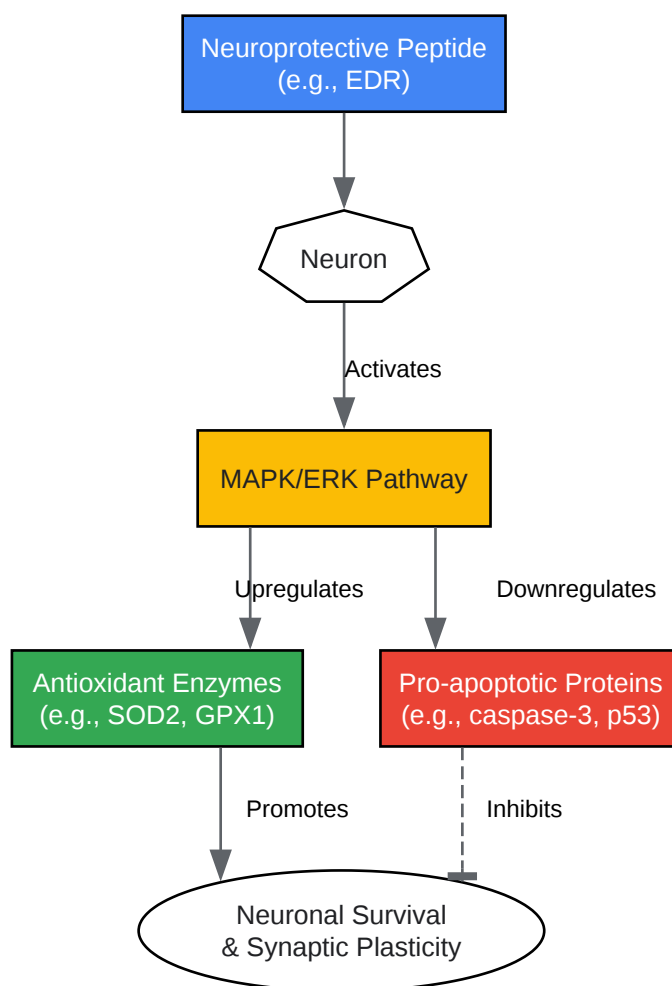 Neuroprotective Peptide
(e.g., EDR)
Neuron
Activates
MAPK/ERK Pathway
Upregulates
Downregulates
Antioxidant Enzymes
(e.g., SOD2, GPX1)
Pro-apoptotic Proteins
(e.g., caspase-3, p53)
Promotes
Inhibits
Neuronal Survival
& Synaptic Plasticity